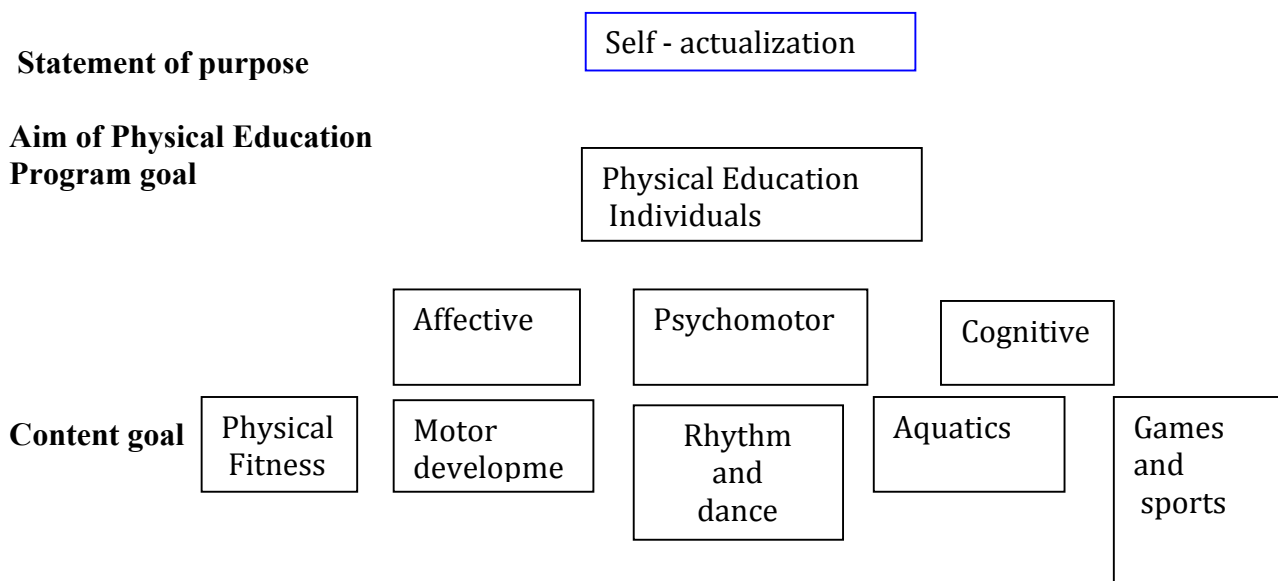 Self - actualization
Statement of purpose
Aim of Physical Education
Program goal
Physical Education
Individuals
Affective
Psychomotor
Cognitive
Content goal
Physical
Fitness
Motor
developme
Rhythm
and
dance
Aquatics
Games
and
sports